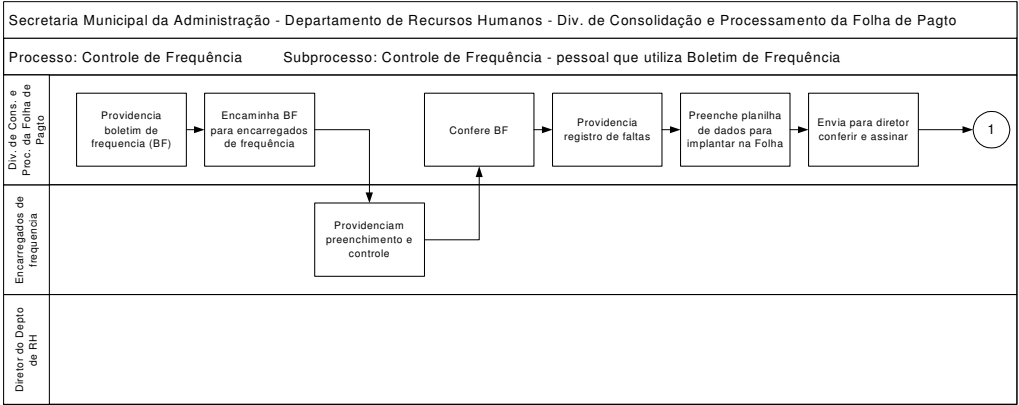 Secretaria Municipal da Administração - Departamento de Recursos Humanos - Div. de Consolidação e Processamento da Folha de Pagto
Processo: Controle de Frequência Subprocesso: Controle de Frequência - pessoal que utiliza Boletim de Frequência
Div. de Cons. e
Proc. da Folha de
Pagto
Providencia
boletim de
frequencia (BF)
Encaminha BF
para encarregados
de frequência
Confere BF
Providencia
registro de faltas
Preenche planilha
de dados para
implantar na Folha
Envia para diretor
conferir e assinar
1
Encarregados de
frequencia
Providenciam
preenchimento e
controle
Diretor do Depto
de RH